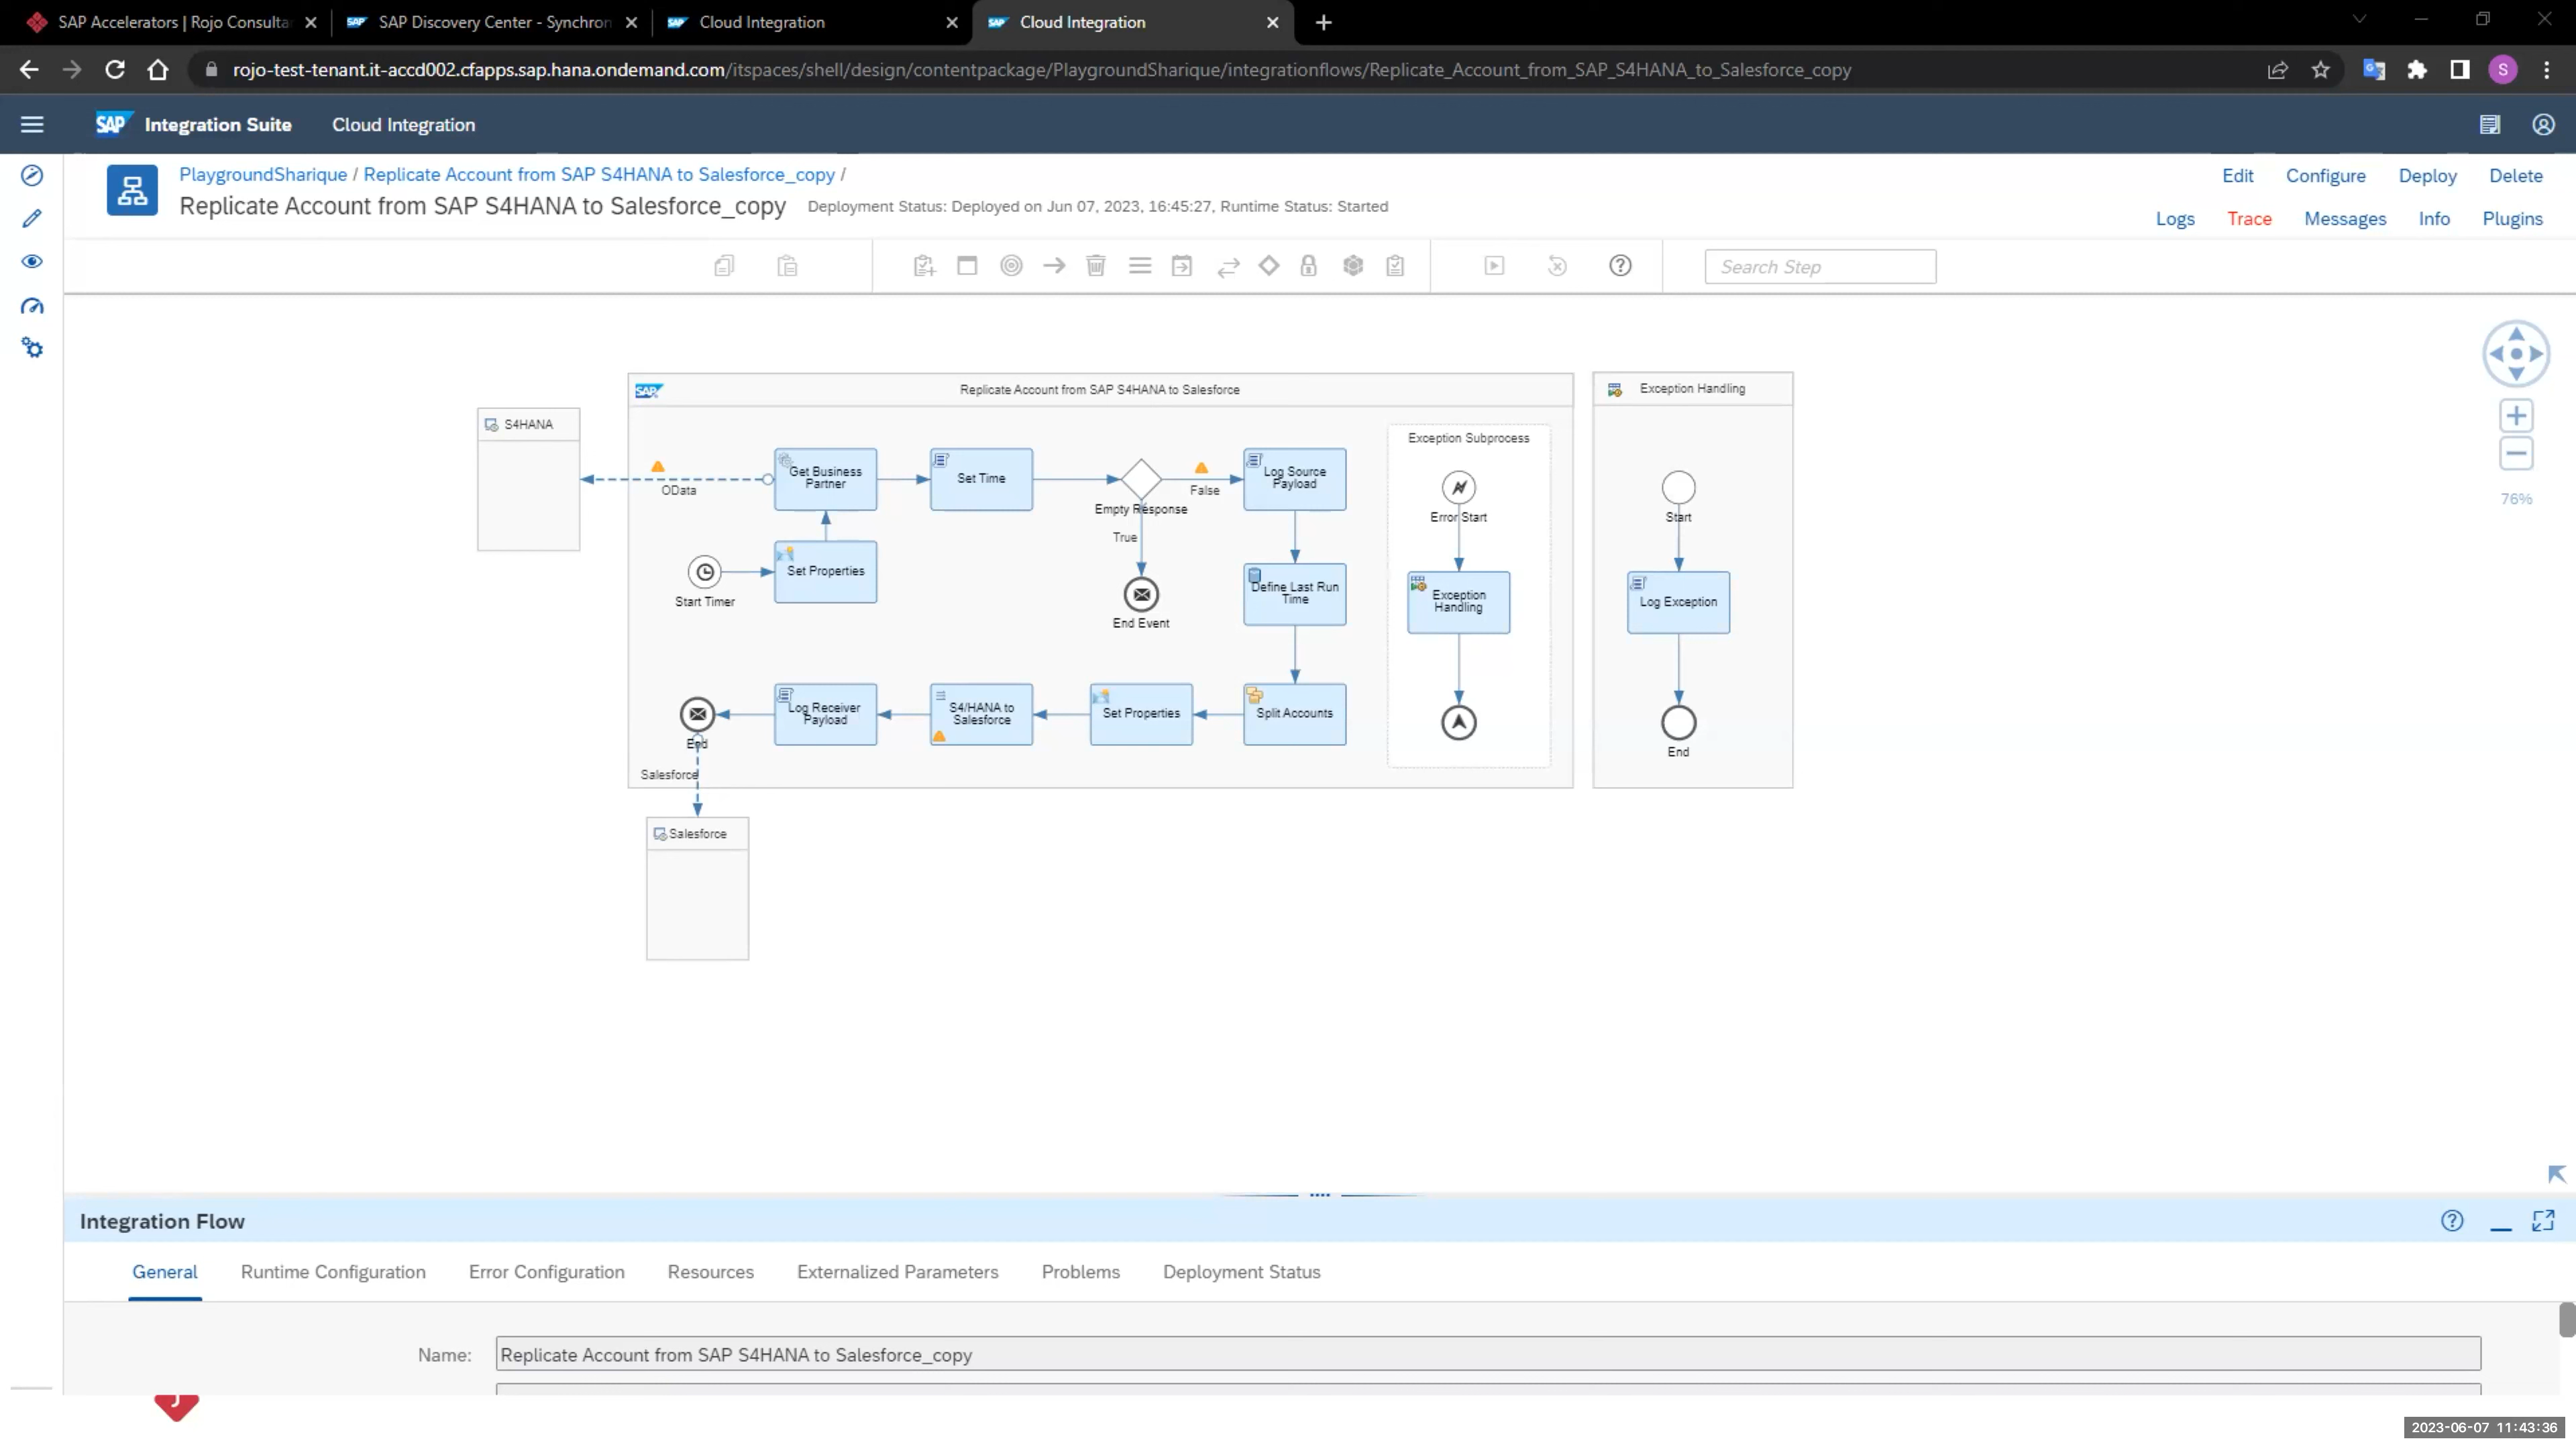 SAP Accelerators | Rojo Consulta
SAP Discovery Center - Synchron
Cloud Integration
Cloud Integration
rojo-test-tenant.it-accd002.cfapps.sap.hana.ondemand.com/itspaces/shell/design/contentpackage/PlaygroundSharique/integrationflows/Replicate_Account_from_SAP_S4HANA_to_Salesforce_copy
S
SAP Integration Suite Cloud Integration
PlaygroundSharique / Replicate Account from SAP S4HANA to Salesforce_copy /
Edit Configure Deploy Delete
Replicate Account from SAP S4HANA to Salesforce_copy Deployment Status: Deployed on Jun 07, 2023, 16:45:27, Runtime Status: Started
Logs Trace Messages Info Plugins
Search Step
76%
SAP Replicate Account from SAP S4HANA to Salesforce
Exception Handling
S4HANA
OData
Get Business
Partner
Set Time
Empty Response
False
True
Log Source
Payload
Start Timer
Set Properties
End Event
Define Last Run
Time
End
Log Receiver
Payload
S4/HANA to
Salesforce
Set Properties
Split Accounts
Salesforce
Salesforce
Exception Subprocess
Error Start
Exception
Handling
Start
Log Exception
End
Integration Flow
General Runtime Configuration Error Configuration Resources Externalized Parameters Problems Deployment Status
Name: Replicate Account from SAP S4HANA to Salesforce_copy
2023-06-07 11:43:36